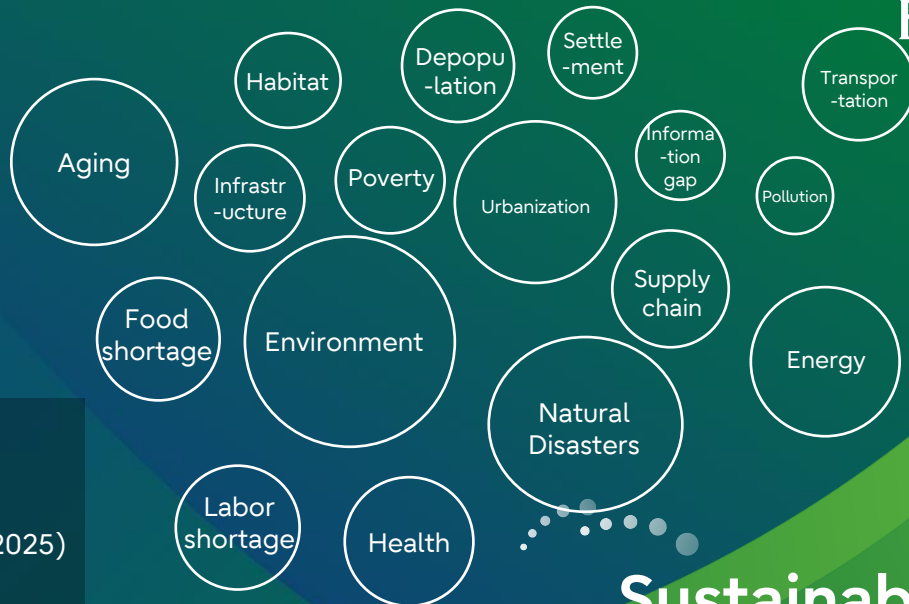 Habitat
Depopu
-lation
Settle
-ment
Transpor
-tation
Aging
Infrastr
-ucture
Poverty
Urbanization
Informa
-tion
gap
Pollution
Food
shortage
Environment
Supply
chain
Energy
Natural
Disasters
Labor
shortage
Health
2025)
Sustainab